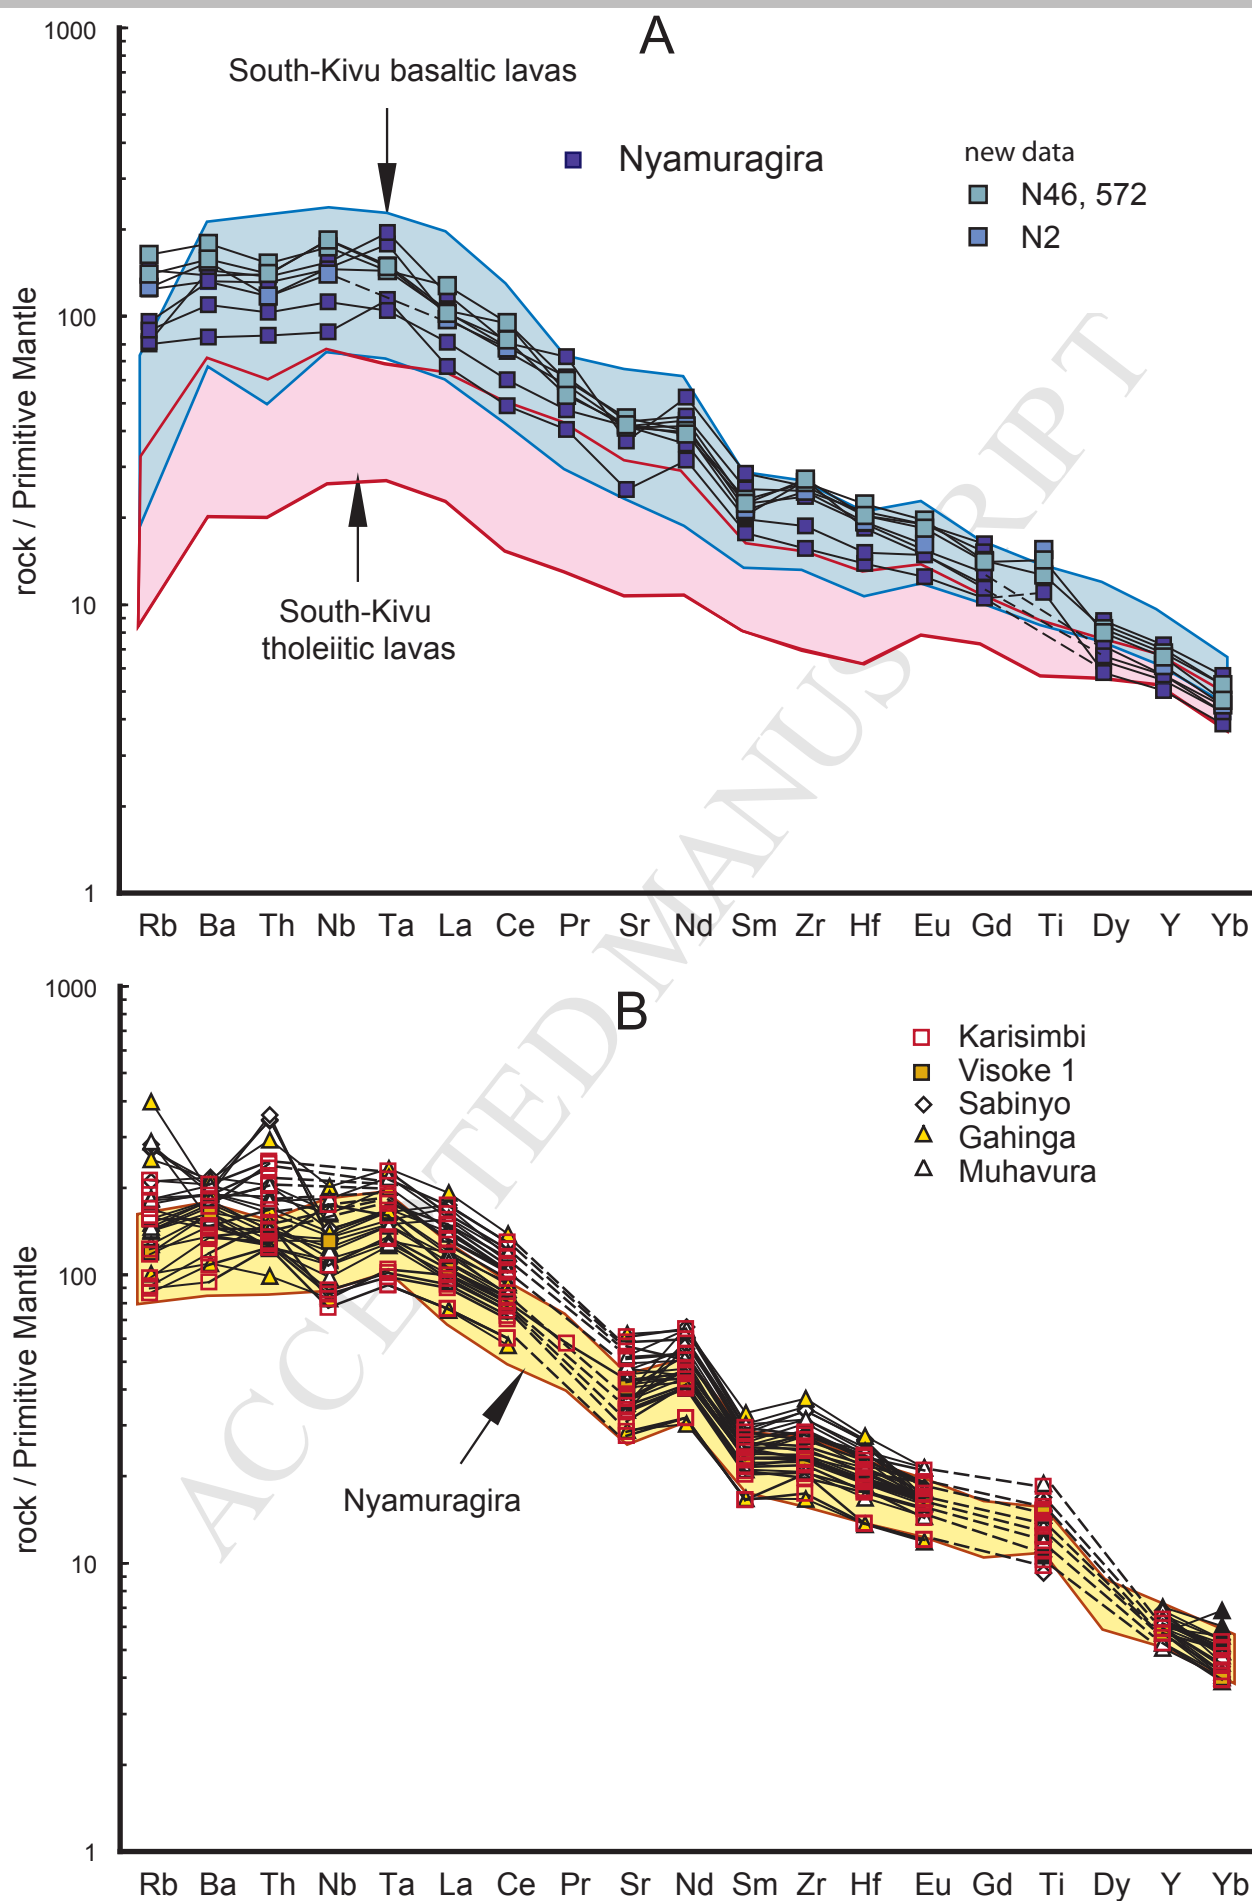 A
1000
South-Kivu basaltic lavas
Nyamuragira
new data
N46, 572
N2
100
rock / Primitive Mantle
10
South-Kivu
tholeiitic lavas
1
Rb Ba Th Nb Ta La Ce Pr Sr Nd Sm Zr Hf Eu Gd Ti Dy Y Yb
ACCEPTED MANUSCRIPT
1000
B
Karisimbi
Visoke 1
Sabinyo
Gahinga
Muhavura
100
rock / Primitive Mantle
Nyamuragira
10
1
Rb Ba Th Nb Ta La Ce Pr Sr Nd Sm Zr Hf Eu Gd Ti Dy Y Yb